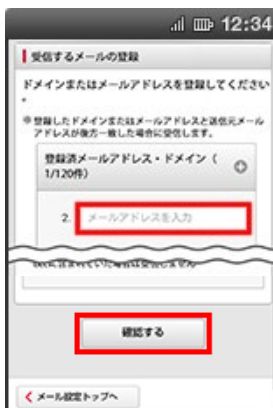 12:34
受信するメールの登録
ドメインまたはメールアドレスを登録してください
。
※登録したドメインまたはメールアドレスと送信元メール
アドレスが後方一致した場合に受信します。
登録済メールアドレス・ドメイン（
1/120件）
2. メールアドレスを入力
確認する
メール設定トップへ